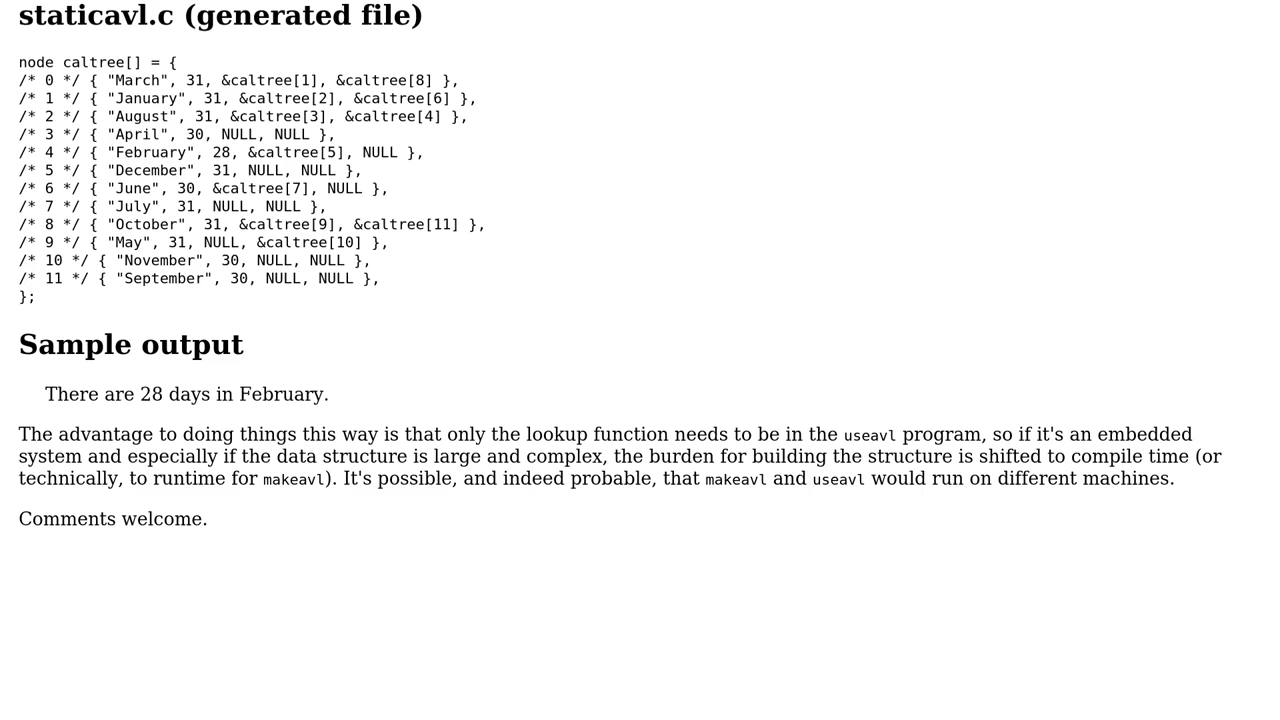 staticavl.c (generated file)
node caltree[] = {
/* 0 */ { "March", 31, &caltree[1], &caltree[8] },
/* 1 */ { "January", 31, &caltree[2], &caltree[6] },
/* 2 */ { "August", 31, &caltree[3], &caltree[4] },
/* 3 */ { "April", 30, NULL, NULL },
/* 4 */ { "February", 28, &caltree[5], NULL },
/* 5 */ { "December", 31, NULL, NULL },
/* 6 */ { "June", 30, &caltree[7], NULL },
/* 7 */ { "July", 31, NULL, NULL },
/* 8 */ { "October", 31, &caltree[9], &caltree[11] },
/* 9 */ { "May", 31, NULL, &caltree[10] },
/* 10 */ { "November", 30, NULL, NULL },
/* 11 */ { "September", 30, NULL, NULL },
};
Sample output
There are 28 days in February.
The advantage to doing things this way is that only the lookup function needs to be in the useavl program, so if it's an embedded
system and especially if the data structure is large and complex, the burden for building the structure is shifted to compile time (or
technically, to runtime for makeavl). It's possible, and indeed probable, that makeavl and useavl would run on different machines.
Comments welcome.